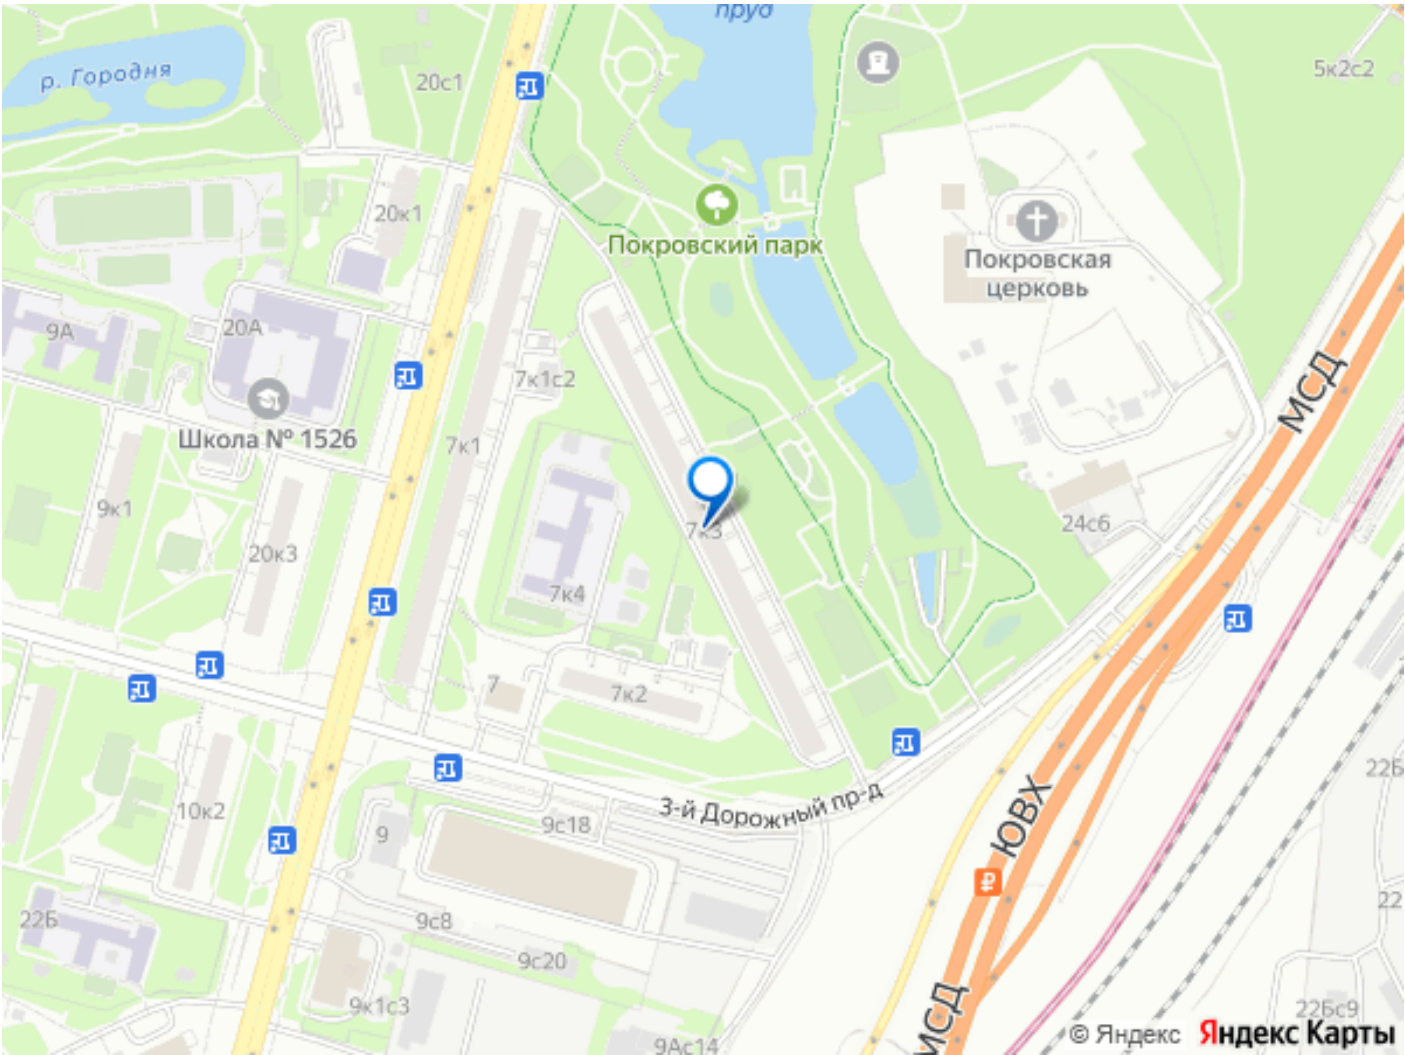 пруд
р. Городня
20с1
5к2с2
20к1
Покровский парк
Покровская
церковь
9А
20А
7к1с2
Школа № 1526
7к1
9к1
20к3
7к3
24с6
7к4
7
7к2
22Б
3-й Дорожный пр-д
10к2
9
9с18
МСД
ЮВХ
22Б
9с8
22
9с20
9к1с3
МСД
22Бс9
9Ас14
© Яндекс Яндекс Карты